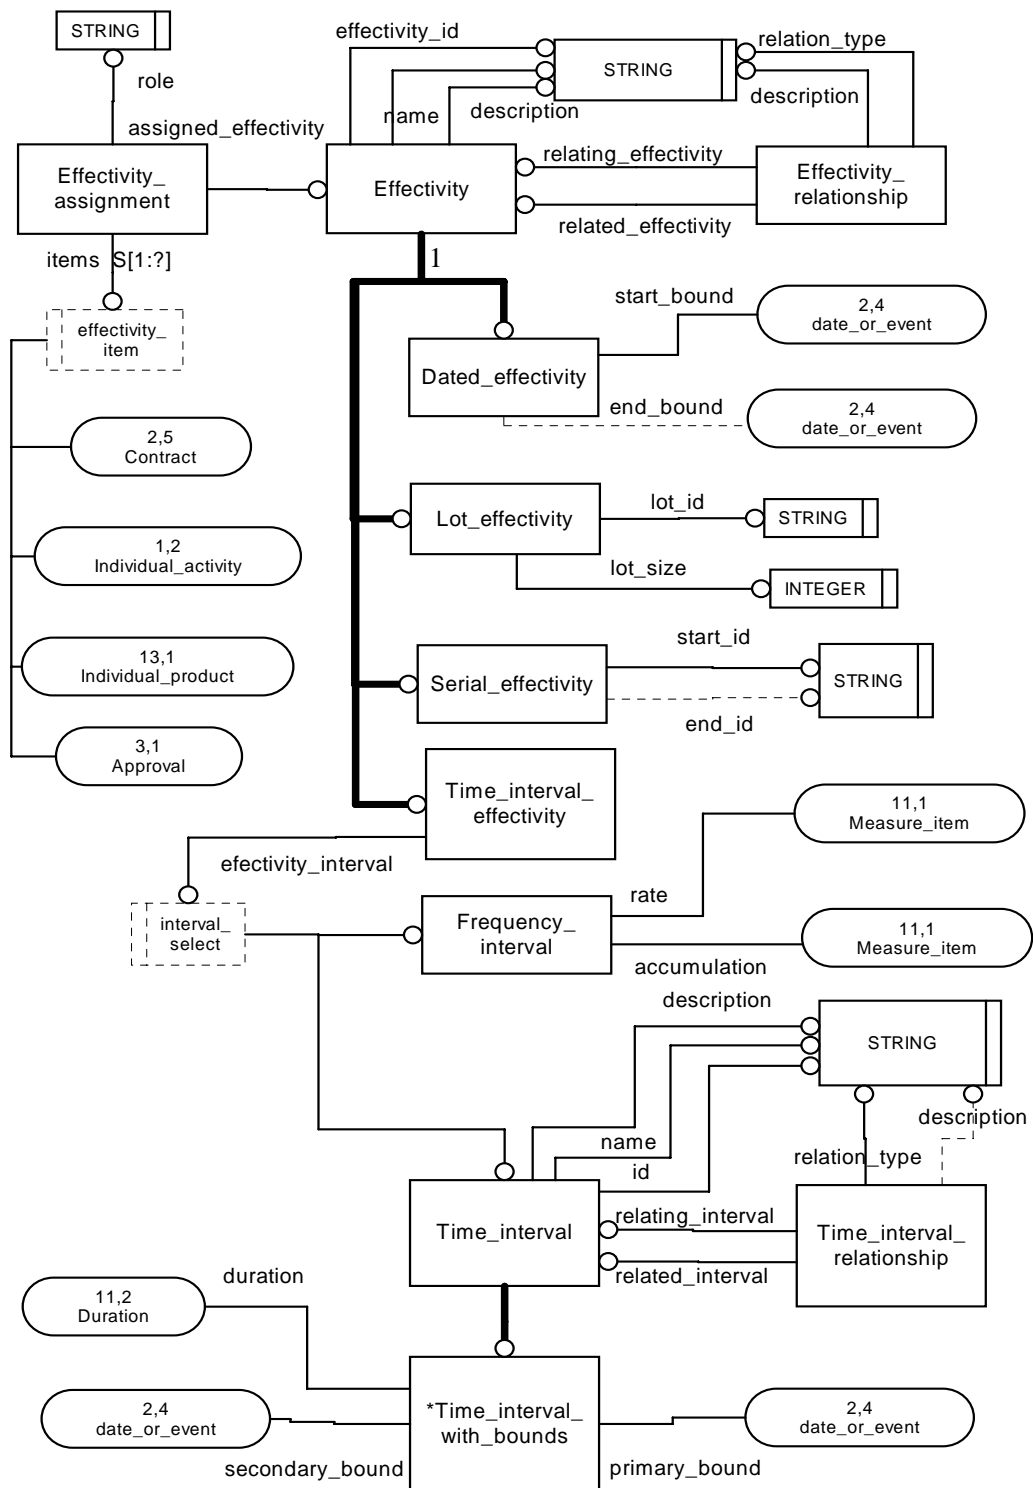 effectivity_id
relation_type
STRING
STRING
role
name
description
description
assigned_effectivity
relating_effectivity
Effectivity_
assignment
Effectivity
Effectivity_
relationship
related_effectivity
items S[1:?]
1
start_bound
2,4
date_or_event
effectivity_
item
Dated_effectivity
end_bound
2,4
date_or_event
2,5
Contract
lot_id
Lot_effectivity
STRING
1,2
Individual_activity
lot_size
INTEGER
start_id
13,1
Individual_product
Serial_effectivity
STRING
end_id
3,1
Approval
Time_interval_
effectivity
11,1
Measure_item
efectivity_interval
rate
interval_
select
Frequency_
interval
11,1
Measure_item
accumulation
description
STRING
description
name
relation_type
id
relating_interval
Time_interval
Time_interval_
relationship
related_interval
duration
11,2
Duration
*Time_interval_
with_bounds
2,4
date_or_event
2,4
date_or_event
secondary_bound
primary_bound